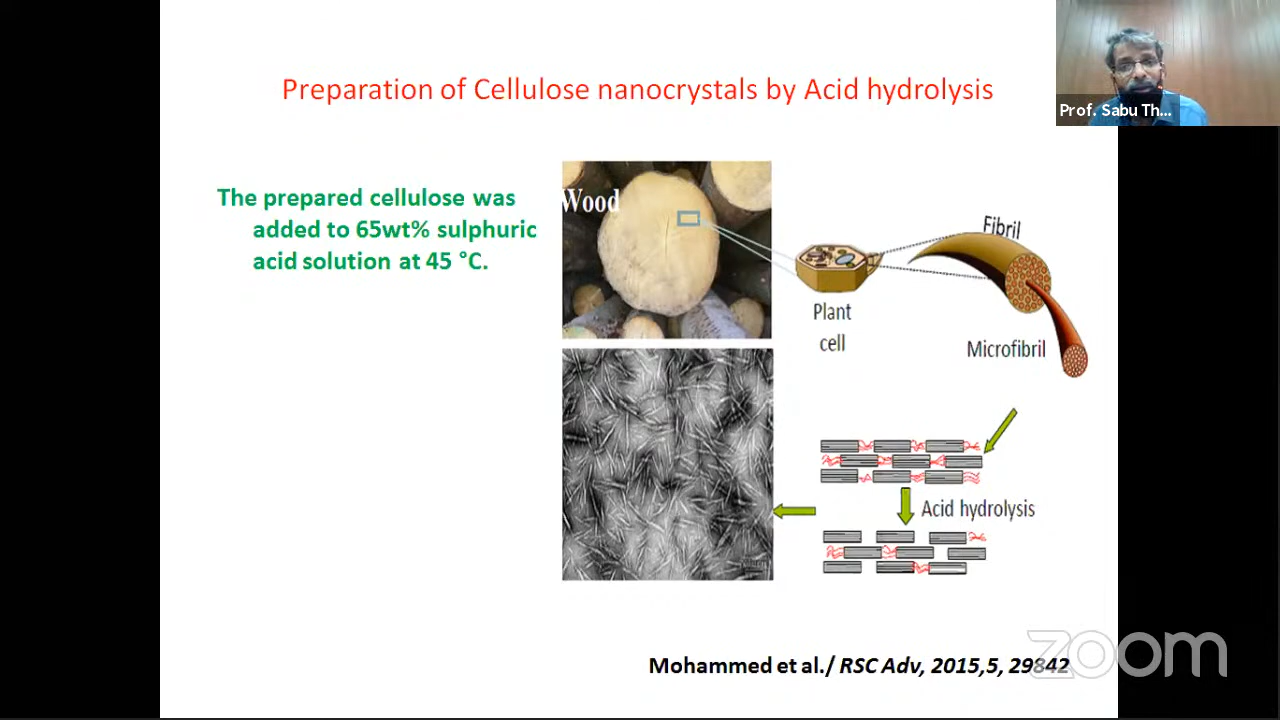 Preparation of Cellulose nanocrystals by Acid hydrolysis
Prof. Sabu Th...
The prepared cellulose was
added to 65wt% sulphuric
acid solution at 45 °C.
Wood
Fibril
Plant
cell
Microfibril
Acid hydrolysis
zoom
Mohammed et al./ RSC Adv, 2015,5, 29842